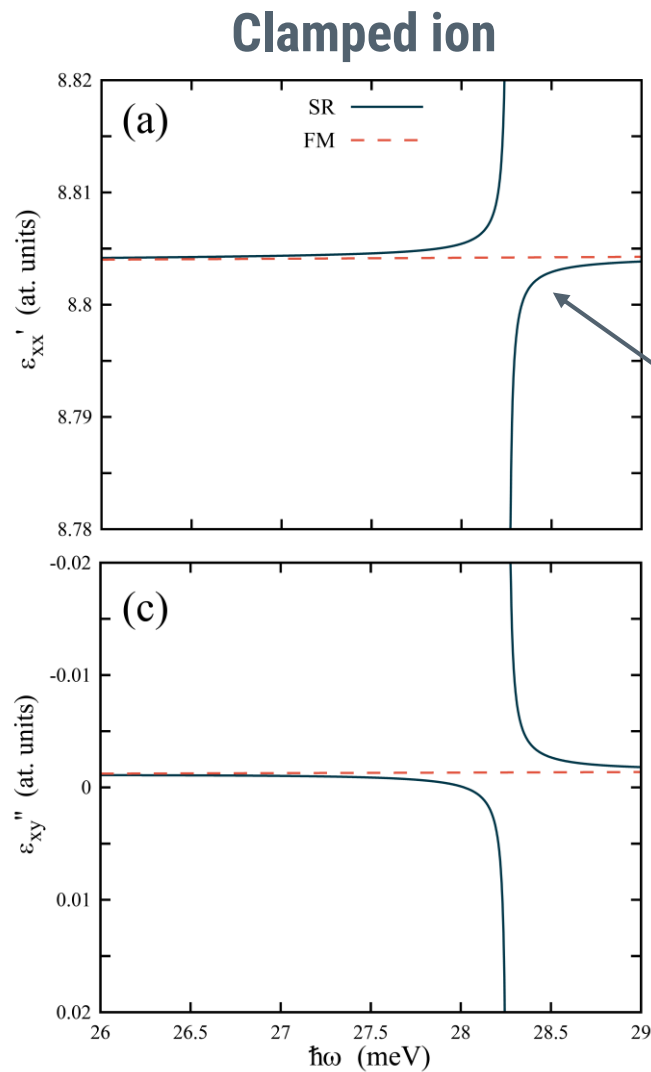 Clamped ion
8.82
(a)
SR
FM
8.81
8.8
8.79
8.78
εxx' (at. units)
-0.02
(c)
-0.01
0
0.01
0.02
εxy" (at. units)
26
26.5
27
27.5
28
28.5
29
ħω (meV)